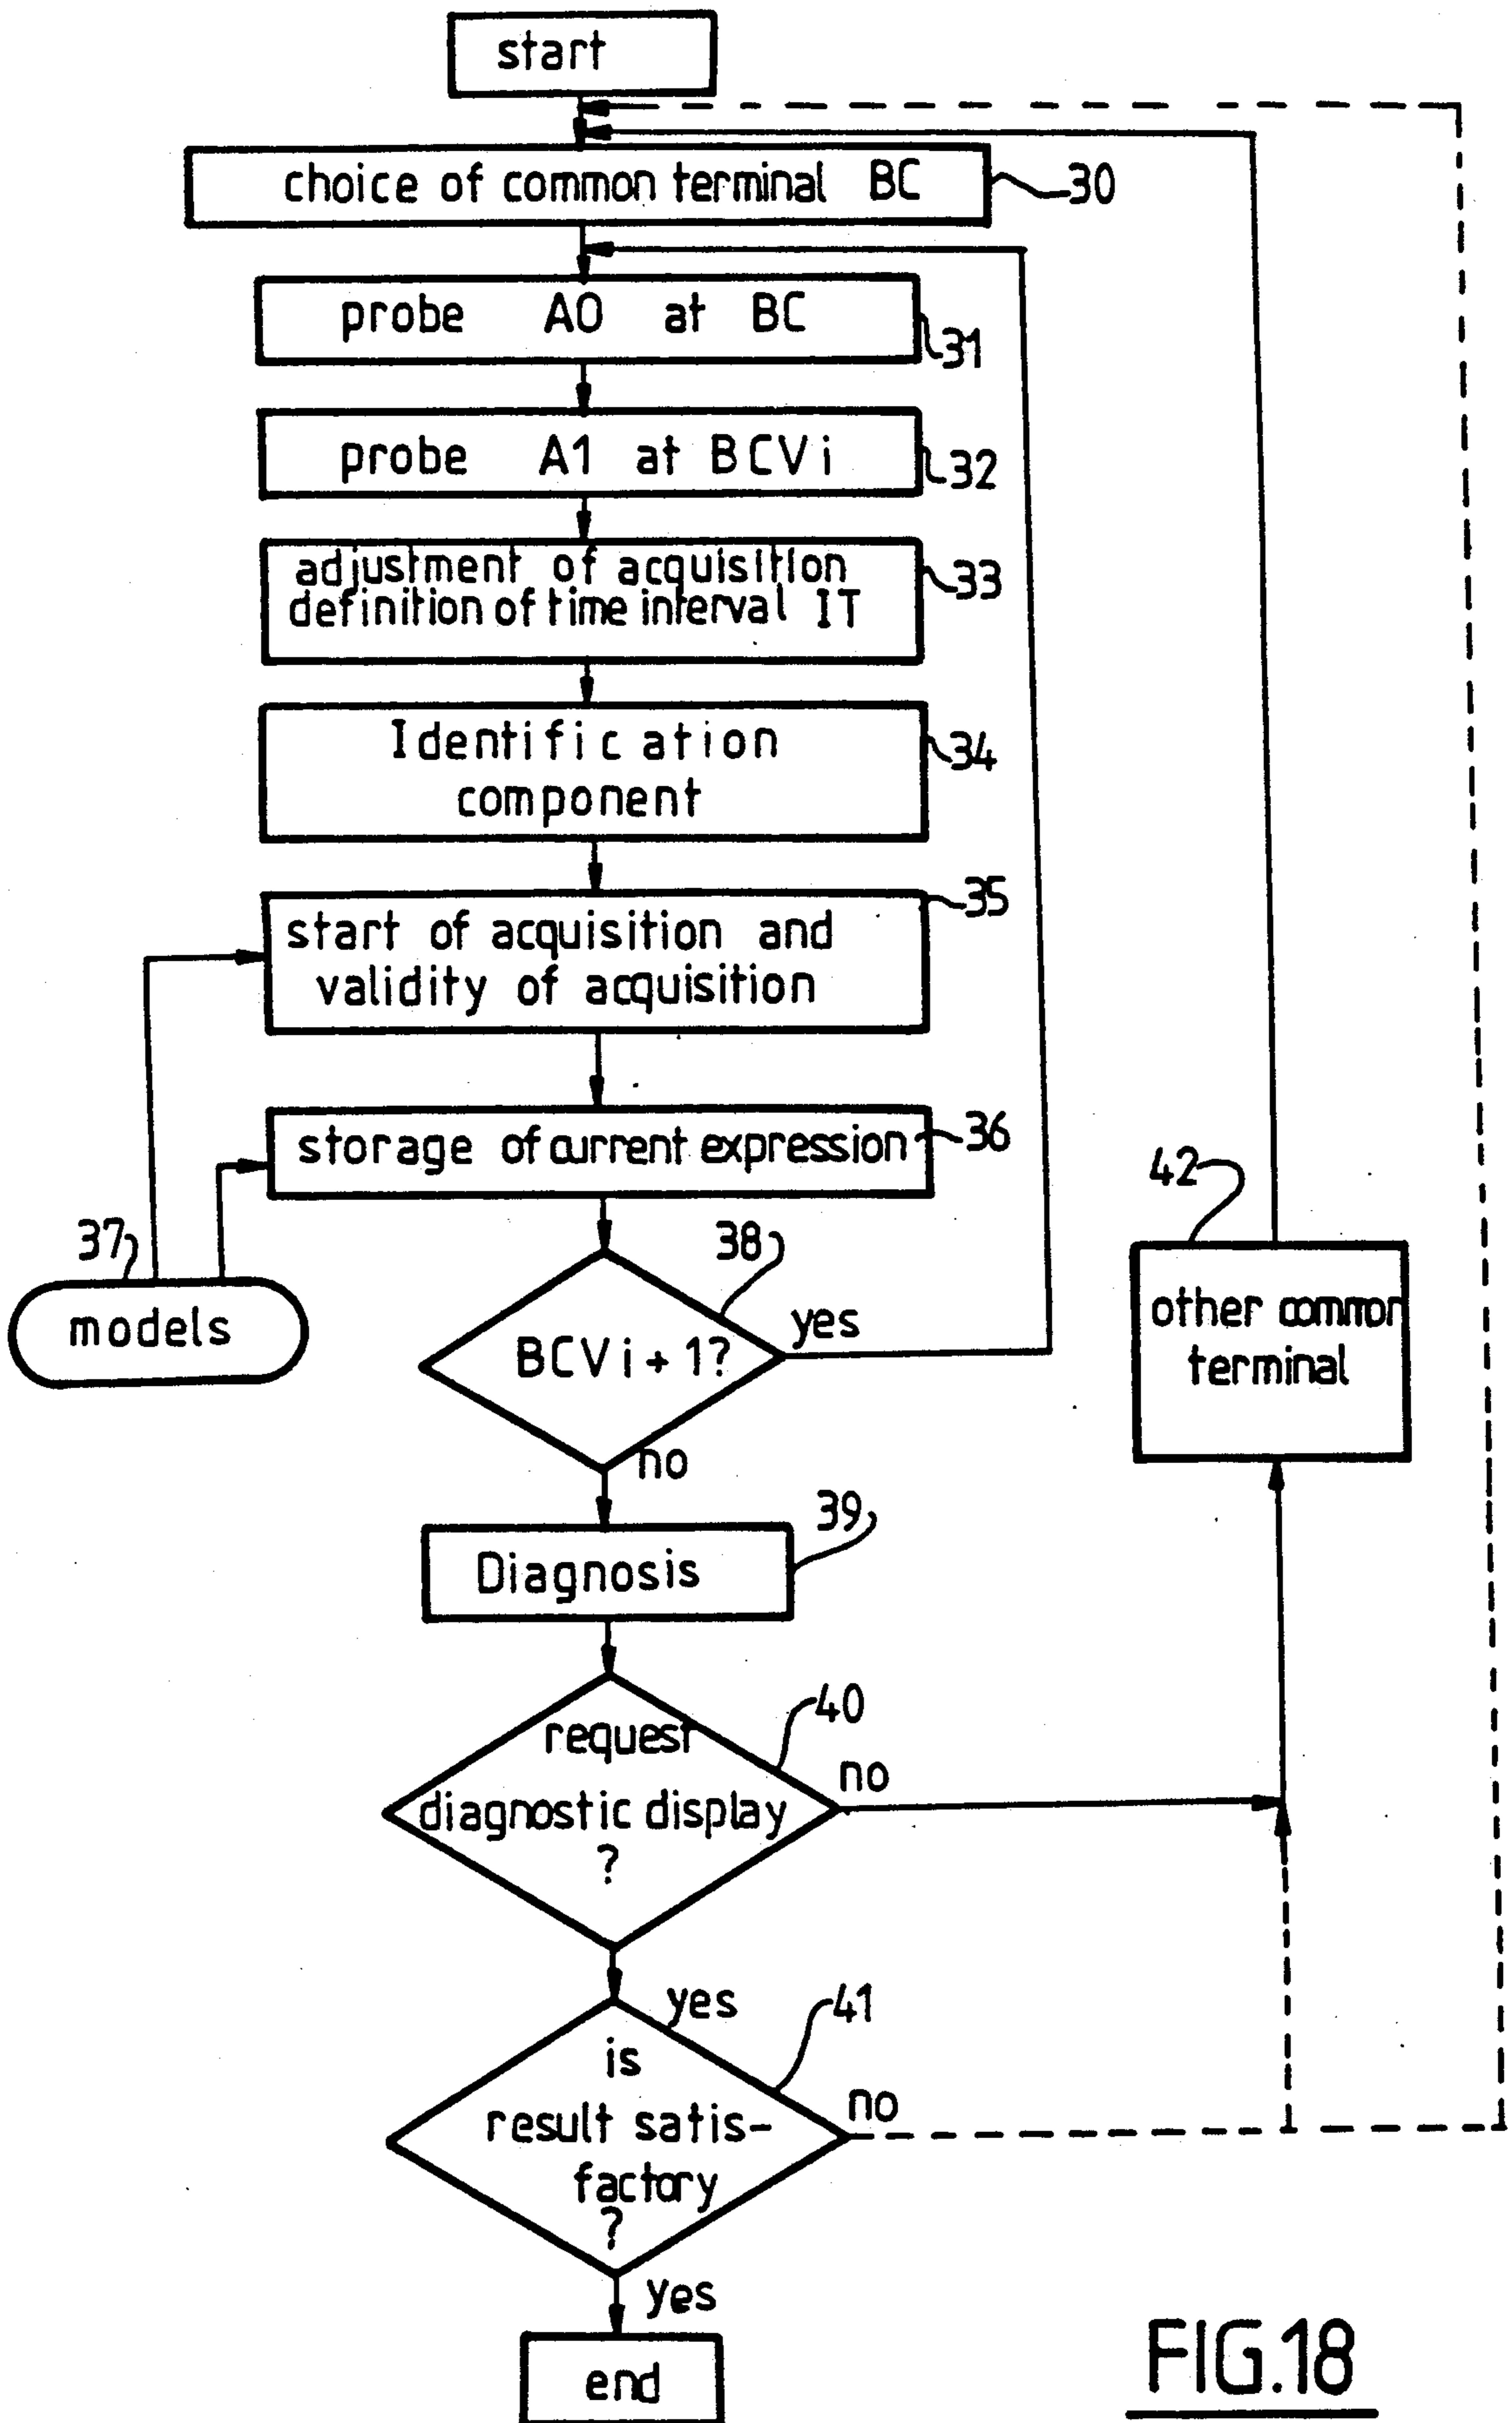 start
choice of common terminal BC
30
probe A0 at BC
31
probe A1 at BCVi
32
adjustment of acquisition
definition of time interval IT
33
Identification
component
34
35
start of acquisition and
validity of acquisition
storage of current expression
36
37
models
38
BCVi + 1?
yes
no
42
other common
terminal
39
Diagnosis
40
request
diagnostic display
?
no
yes
41
is
result satis-
factory
?
no
yes
end
FIG.18